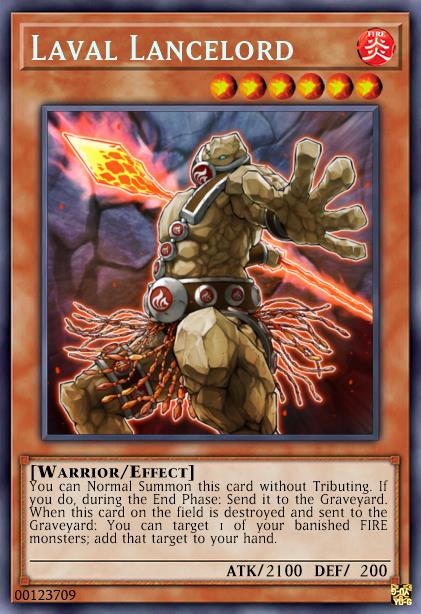 LAVAL LANCELORD
FIRE
炎
[WARRIOR/EFFECT]
You can Normal Summon this card without Tributing. If
you do, during the End Phase: Send it to the Graveyard.
When this card on the field is destroyed and sent to the
Graveyard: You can target 1 of your banished FIRE
monsters; add that target to your hand.
ATK/2100 DEF/ 200
00123709